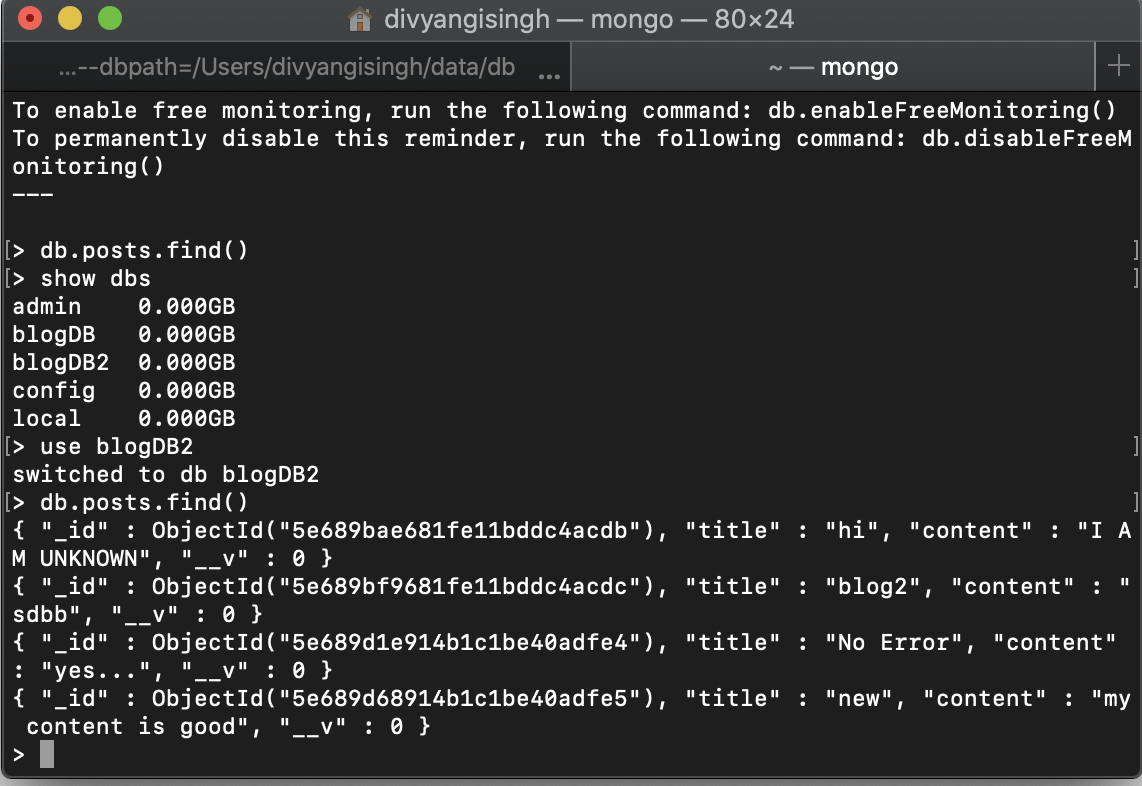 divyangisingh — mongo — 80×24
...--dbpath=/Users/divyangisingh/data/db ...
~ — mongo +
To enable free monitoring, run the following command: db.enableFreeMonitoring()
To permanently disable this reminder, run the following command: db.disableFreeM
onitoring()
---
[> db.posts.find() ]
[> show dbs ]
admin    0.000GB
blogDB   0.000GB
blogDB2  0.000GB
config   0.000GB
local    0.000GB
[> use blogDB2 ]
switched to db blogDB2
[> db.posts.find() ]
{ "_id" : ObjectId("5e689bae681fe11bddc4acdb"), "title" : "hi", "content" : "I A
M UNKNOWN", "__v" : 0 }
{ "_id" : ObjectId("5e689bf9681fe11bddc4acdc"), "title" : "blog2", "content" : "
sdbb", "__v" : 0 }
{ "_id" : ObjectId("5e689d1e914b1c1be40adfe4"), "title" : "No Error", "content"
: "yes...", "__v" : 0 }
{ "_id" : ObjectId("5e689d68914b1c1be40adfe5"), "title" : "new", "content" : "my
 content is good", "__v" : 0 }
>